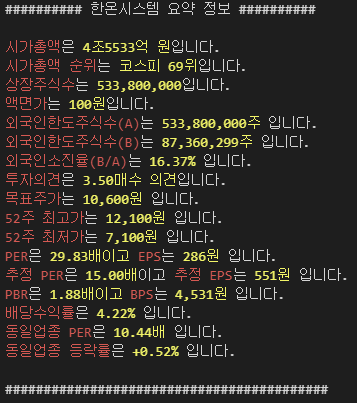 ########## 한온시스템 요약 정보 ##########
시가총액은 4조5533억 원입니다.
시가총액 순위는 코스피 69위입니다.
상장주식수는 533,800,000입니다.
액면가는 100원입니다.
외국인한도주식수(A)는 533,800,000주 입니다.
외국인한도주식수(B)는 87,360,299주 입니다.
외국인소진율(B/A)는 16.37% 입니다.
투자의견은 3.50매수 의견입니다.
목표주가는 10,600원 입니다.
52주 최고가는 12,100원 입니다.
52주 최저가는 7,100원 입니다.
PER은 29.83배이고 EPS는 286원 입니다.
추정 PER은 15.00배이고 추정 EPS는 551원 입니다.
PBR은 1.88배이고 BPS는 4,531원 입니다.
배당수익률은 4.22% 입니다.
동일업종 PER은 10.44배 입니다.
동일업종 등락률은 +0.52% 입니다.
##########################################